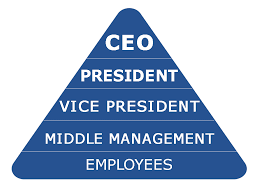 CEO
PRESIDENT
VICE PRESIDENT
MIDDLE MANAGEMENT
EMPLOYEES